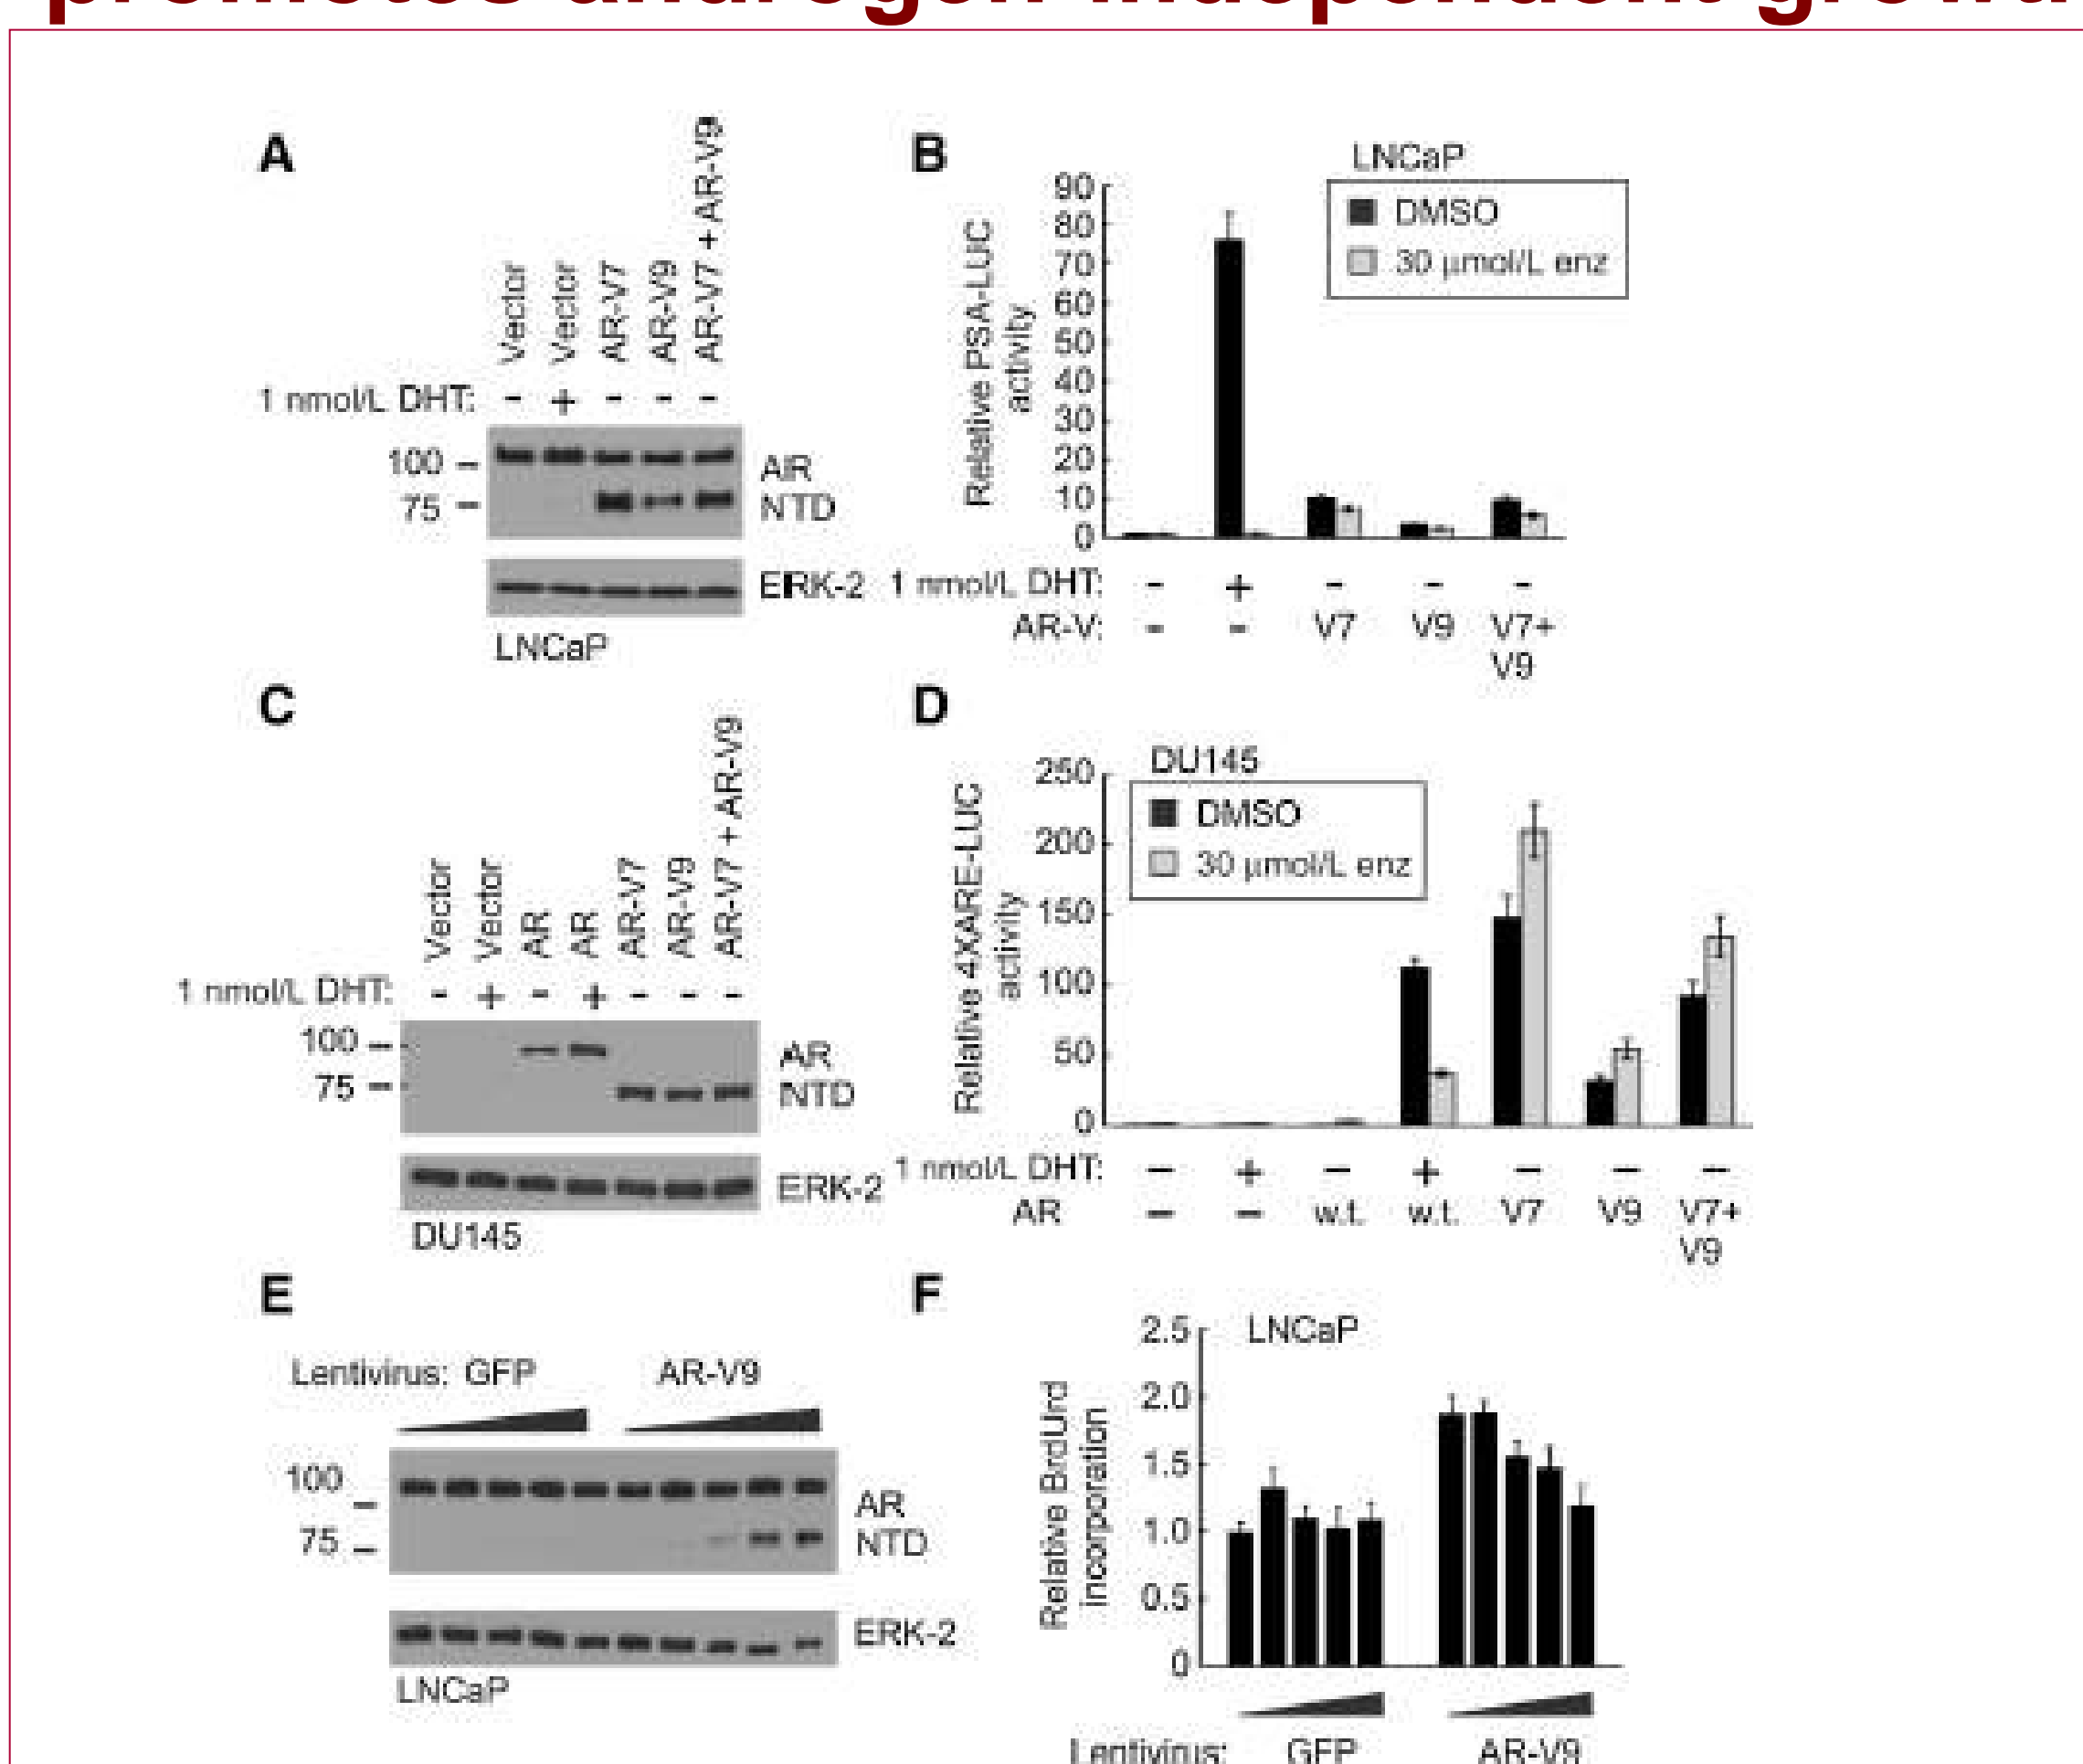 promotes androgen-independent growth
A
Vector
Vector
AR-V7
AR-V9
AR-V7 + AR-V9
1 nmol/L DHT: - + - - -
100
75
AR
NTD
ERK-2
LNCaP
B
LNCaP
DMSO
30 µmol/L enz
Relative PSA-LUC
activity
90
80
70
60
50
40
30
20
10
0
1 nmol/L DHT: - + - - -
AR-V: - - V7 V9 V7+
V9
C
Vector
Vector
AR
AR
AR-V7
AR-V9
AR-V7 + AR-V9
1 nmol/L DHT: - + - + - - -
100
75
AR
NTD
ERK-2
DU145
D
DU145
DMSO
30 µmol/L enz
Relative 4XARE-LUC
activity
250
200
150
100
50
0
1 nmol/L DHT: - + - + - - -
AR - - w.t. w.t. V7 V9 V7+
V9
E
Lentivirus: GFP AR-V9
100
75
AR
NTD
ERK-2
LNCaP
F
LNCaP
Relative BrdUrd
incorporation
2.5
2.0
1.5
1.0
0.5
0
Lentivirus: GFP AR-V9